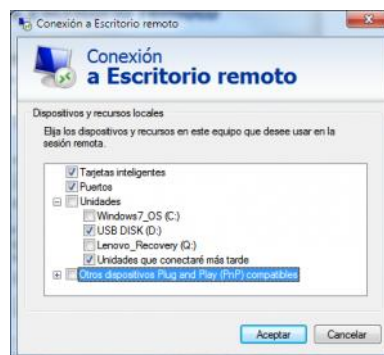 Conexión a Escritorio remoto
Conexión
a Escritorio remoto
Dispositivos y recursos locales
Elija los dispositivos y recursos en este equipo que desee usar en la
sesión remota.
Tarjetas inteligentes
Puertos
Unidades
Windows7_OS (C:)
USB DISK (D:)
Lenovo_Recovery (Q:)
Unidades que conectaré más tarde
Otros dispositivos Plug and Play (PnP) compatibles
Aceptar Cancelar